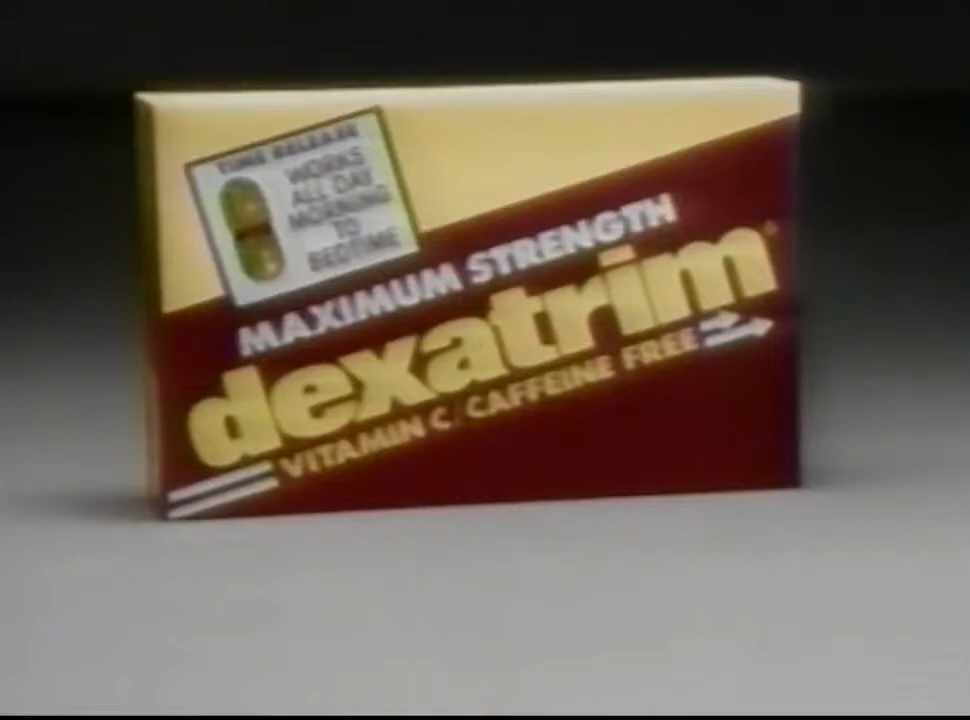 TIME RELEASE
WORKS
ALL DAY
MORNING
TO
BEDTIME
MAXIMUM STRENGTH
dexatrim®
VITAMIN C/CAFFEINE FREE